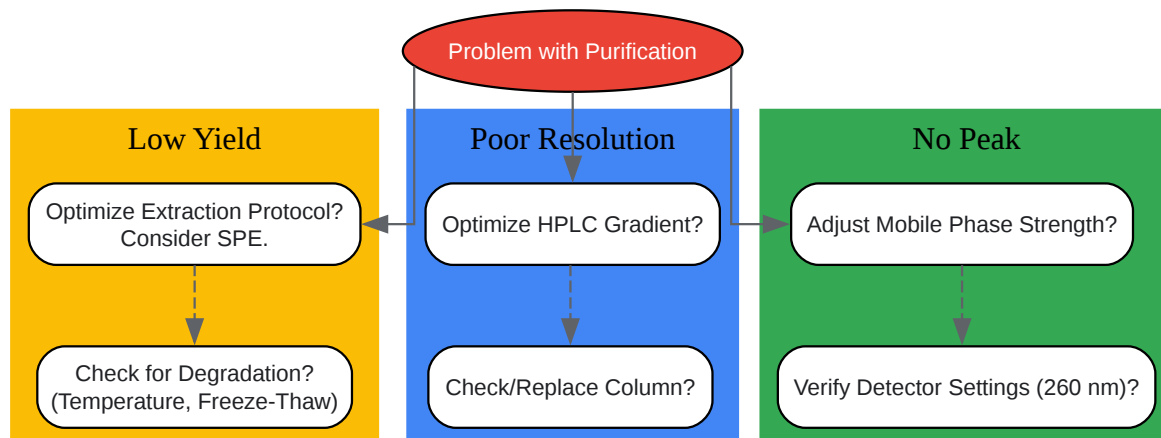 Problem with Purification
Low Yield
Optimize Extraction Protocol?
Consider SPE.
Check for Degradation?
(Temperature, Freeze-Thaw)
Poor Resolution
Optimize HPLC Gradient?
Check/Replace Column?
No Peak
Adjust Mobile Phase Strength?
Verify Detector Settings (260 nm)?